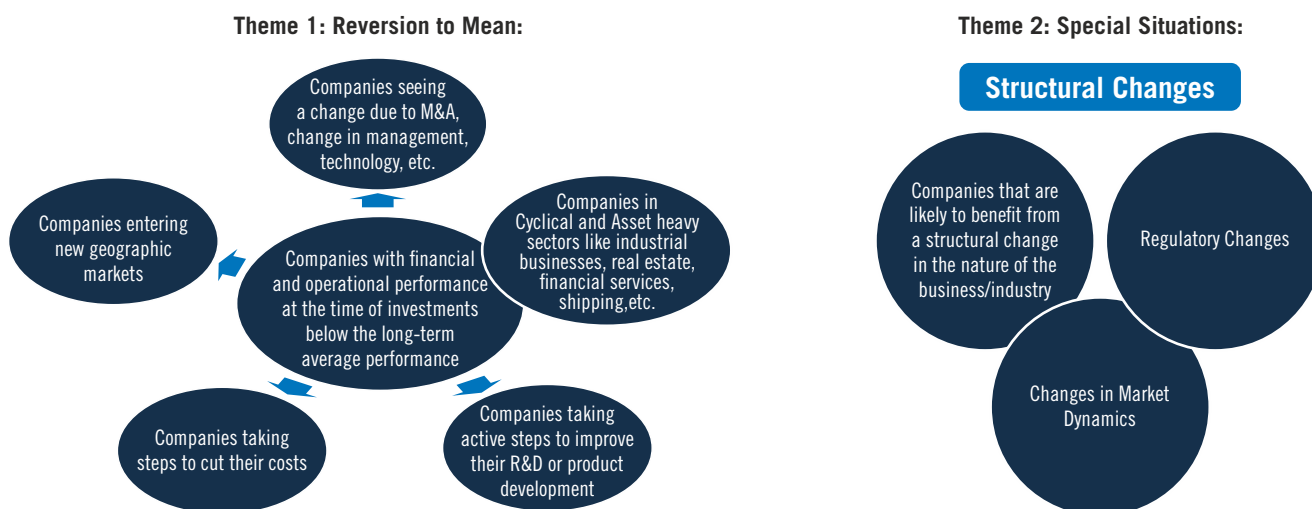 Theme 1: Reversion to Mean:
Companies seeing
a change due to M&A,
change in management,
technology, etc.
Companies entering
new geographic
markets
Companies with financial
and operational performance
at the time of investments
below the long-term
average performance
Companies in
Cyclical and Asset heavy
sectors like industrial
businesses, real estate,
financial services,
shipping,etc.
Companies taking
steps to cut their costs
Companies taking
active steps to improve
their R&D or product
development
Theme 2: Special Situations:
Structural Changes
Companies that are
likely to benefit from
a structural change
in the nature of the
business/industry
Regulatory Changes
Changes in Market
Dynamics